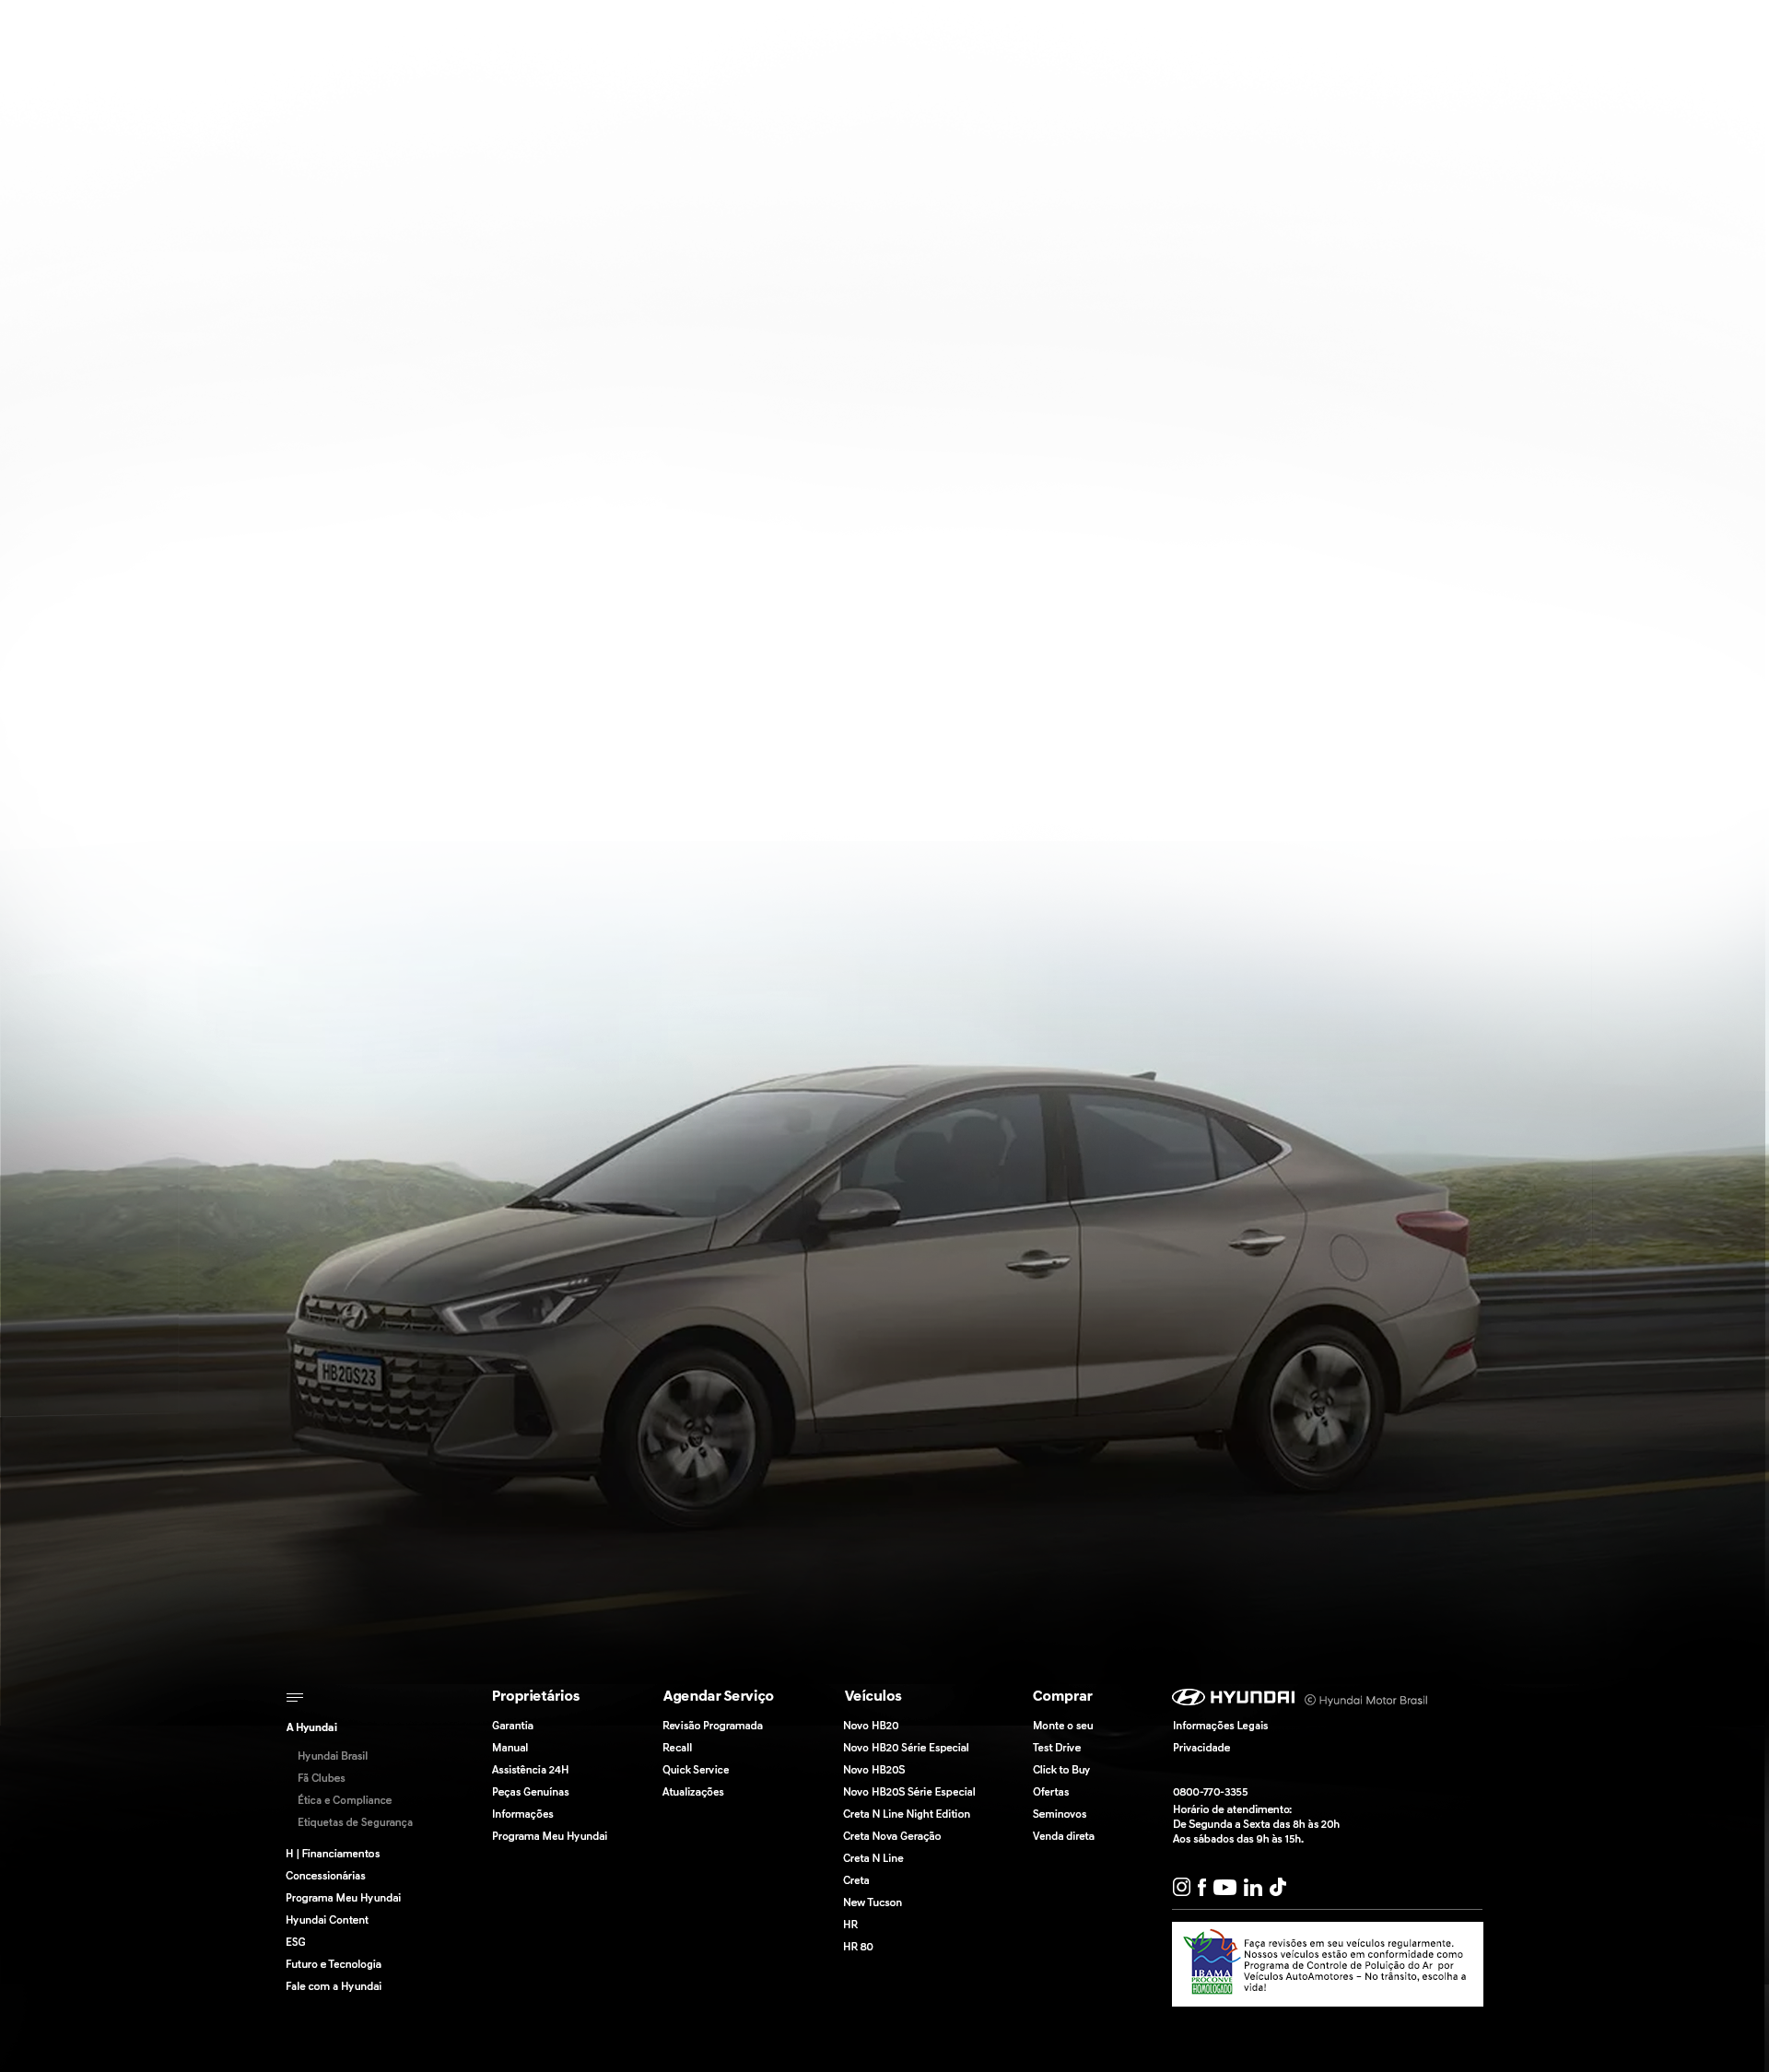 HB20S23
A Hyundai
Hyundai Brasil
Fã Clubes
Ética e Compliance
Etiquetas de Segurança
H | Financiamentos
Concessionárias
Programa Meu Hyundai
Hyundai Content
ESG
Futuro e Tecnologia
Fale com a Hyundai
Proprietários
Garantia
Manual
Assistência 24H
Peças Genuínas
Informações
Programa Meu Hyundai
Agendar Serviço
Revisão Programada
Recall
Quick Service
Atualizações
Veículos
Novo HB20
Novo HB20 Série Especial
Novo HB20S
Novo HB20S Série Especial
Creta N Line Night Edition
Creta Nova Geração
Creta N Line
Creta
New Tucson
HR
HR 80
Comprar
Monte o seu
Test Drive
Click to Buy
Ofertas
Seminovos
Venda direta
HYUNDAI © Hyundai Motor Brasil
Informações Legais
Privacidade
0800-770-3355
Horário de atendimento:
De Segunda a Sexta das 8h às 20h
Aos sábados das 9h às 15h.
IBAMA
PROCONVE
HOMOLOGADO
Faça revisões em seu veículos regularmente.
Nossos veículos estão em conformidade como
Programa de Controle de Poluição do Ar por
Veículos AutoAmotores - No trânsito, escolha a
vida!